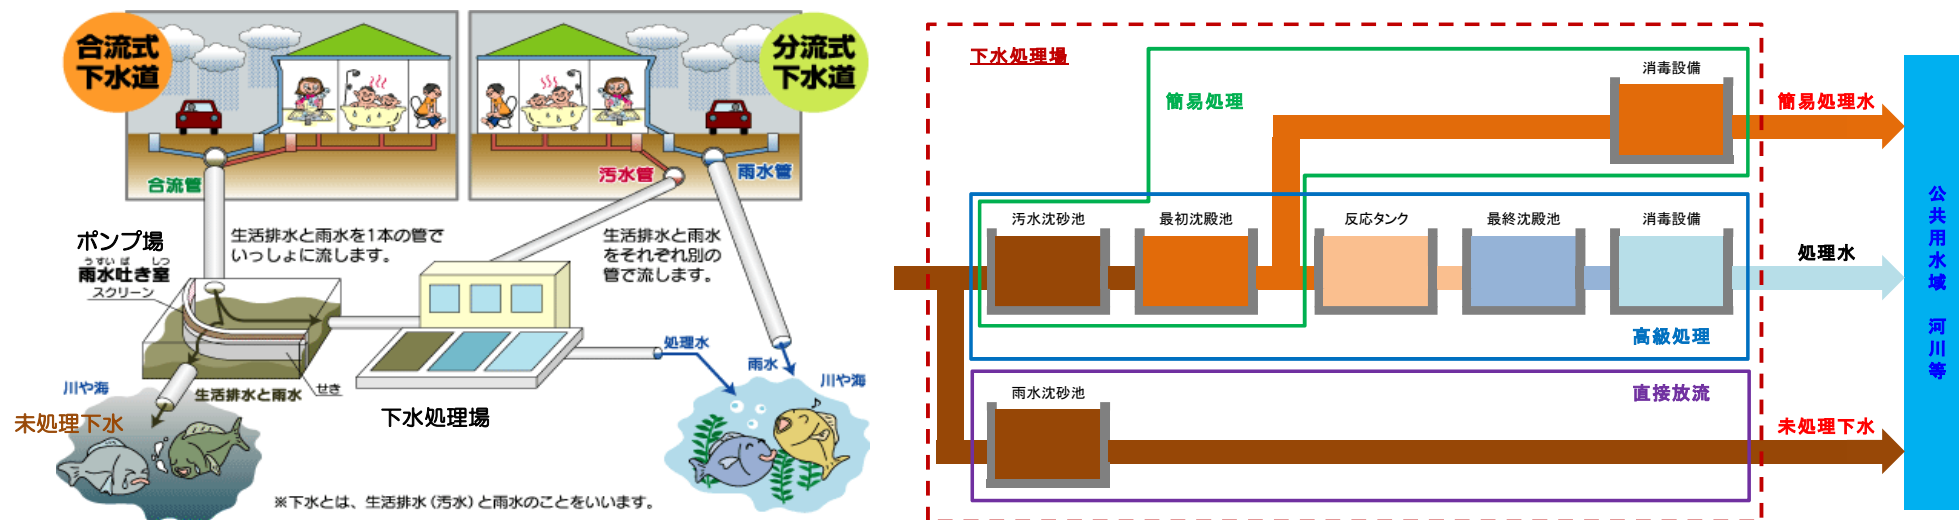 合流式
下水道
分流式
下水道
合流管
汚水管
雨水管
生活排水と雨水を1本の管で
いっしょに流します。
生活排水と雨水
をそれぞれ別の
管で流します。
ポンプ場
うすい ば しつ
雨水吐き室
スクリーン
せき
生活排水と雨水
川や海
未処理下水
下水処理場
処理水
雨水
川や海
※下水とは、生活排水（汚水）と雨水のことをいいます。
下水処理場
簡易処理
消毒設備
簡易処理水
汚水沈砂池
最初沈殿池
反応タンク
最終沈殿池
消毒設備
処理水
高級処理
雨水沈砂池
直接放流
未処理下水
公共用水域 河川等